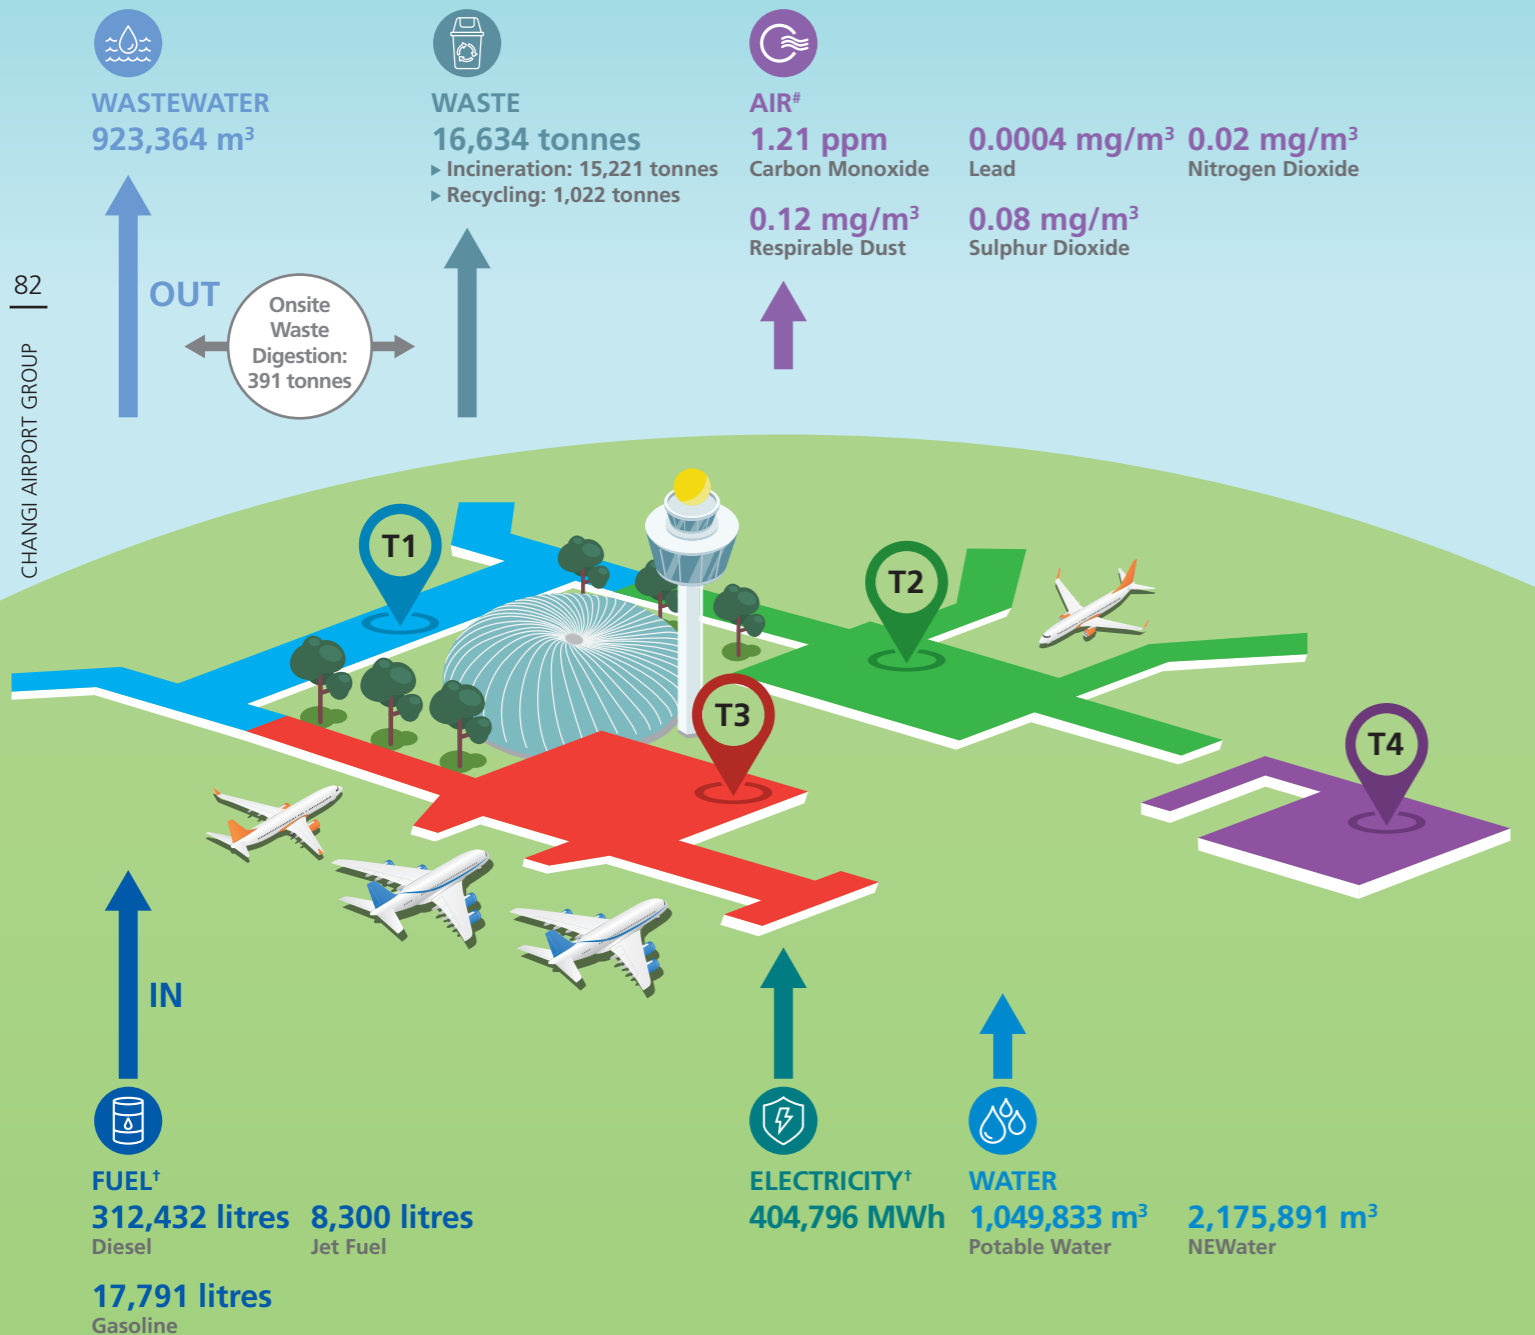 WASTEWATER
923,364 m³
WASTE
16,634 tonnes
▸ Incineration: 15,221 tonnes
▸ Recycling: 1,022 tonnes
AIR#
1.21 ppm
Carbon Monoxide
0.0004 mg/m³
Lead
0.02 mg/m³
Nitrogen Dioxide
0.12 mg/m³
Respirable Dust
0.08 mg/m³
Sulphur Dioxide
82
CHANGI AIRPORT GROUP
OUT
Onsite
Waste
Digestion:
391 tonnes
T1
T2
T3
T4
IN
FUEL†
312,432 litres
Diesel
8,300 litres
Jet Fuel
17,791 litres
Gasoline
ELECTRICITY†
404,796 MWh
WATER
1,049,833 m³
Potable Water
2,175,891 m³
NEWater